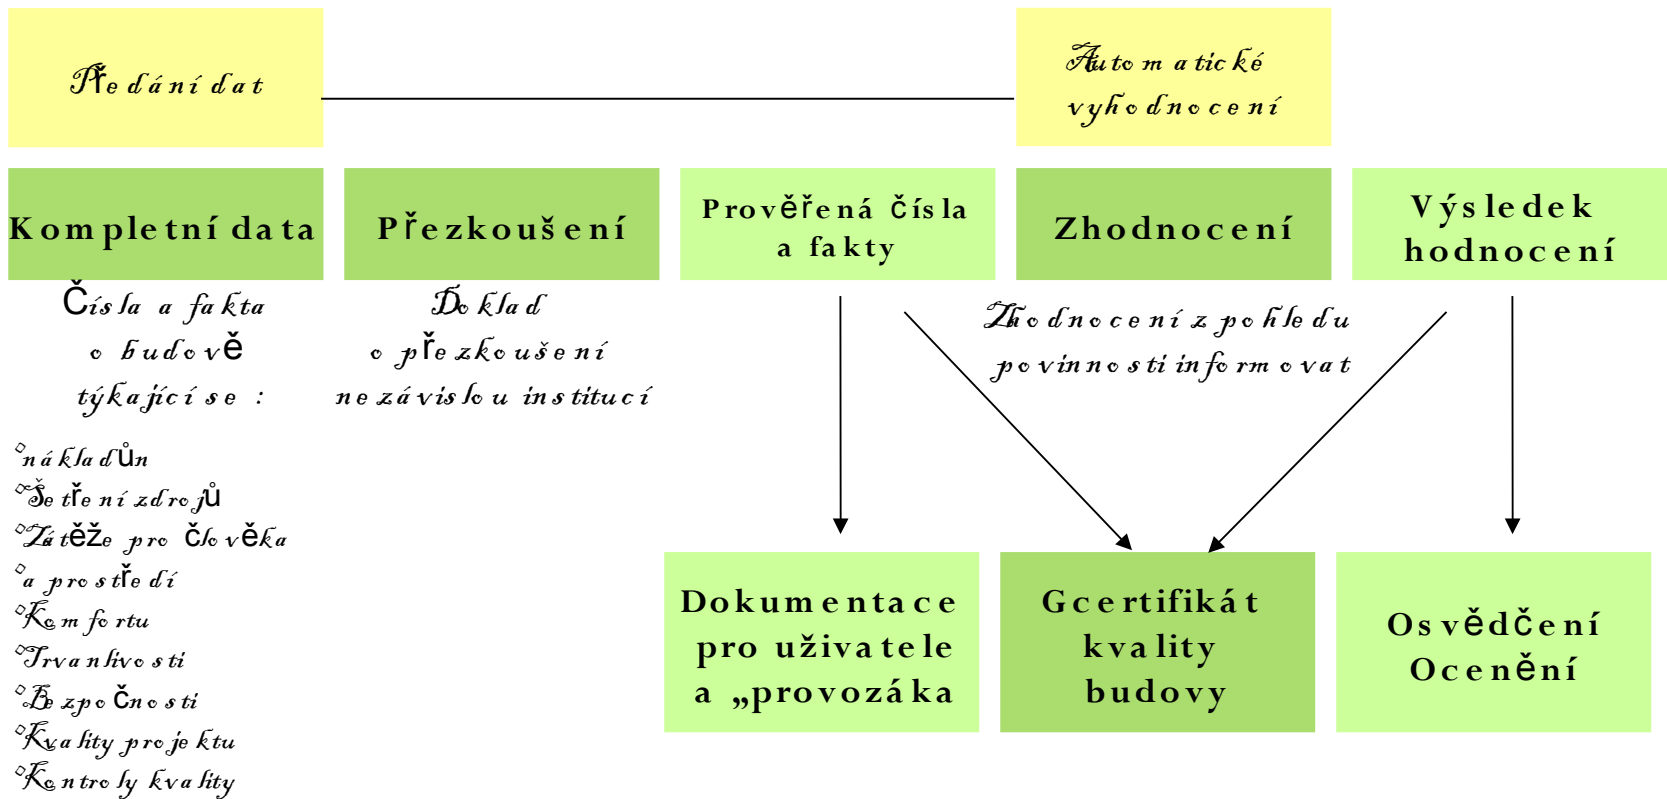 Předání dat
Automatické
vyhodnocení
Kompletní data
Přezkoušení
Prověřená čísla
a fakty
Zhodnocení
Výsledek
hodnocení
Čísla a fakta
o budově
týkající se :
Doklad
o přezkoušení
nezávislou institucí
Zhodnocení z pohledu
povinnosti informovat
nákladůn
Šetření zdrojů
Zátěže pro člověka
a prostředí
Komfortu
Trvanlivosti
Bezpočnosti
Kvality projektu
Kontroly kvality
Dokumentace
pro uživatele
a „provozáka
Gcertifikát
kvality
budovy
Osvědčení
Ocenění